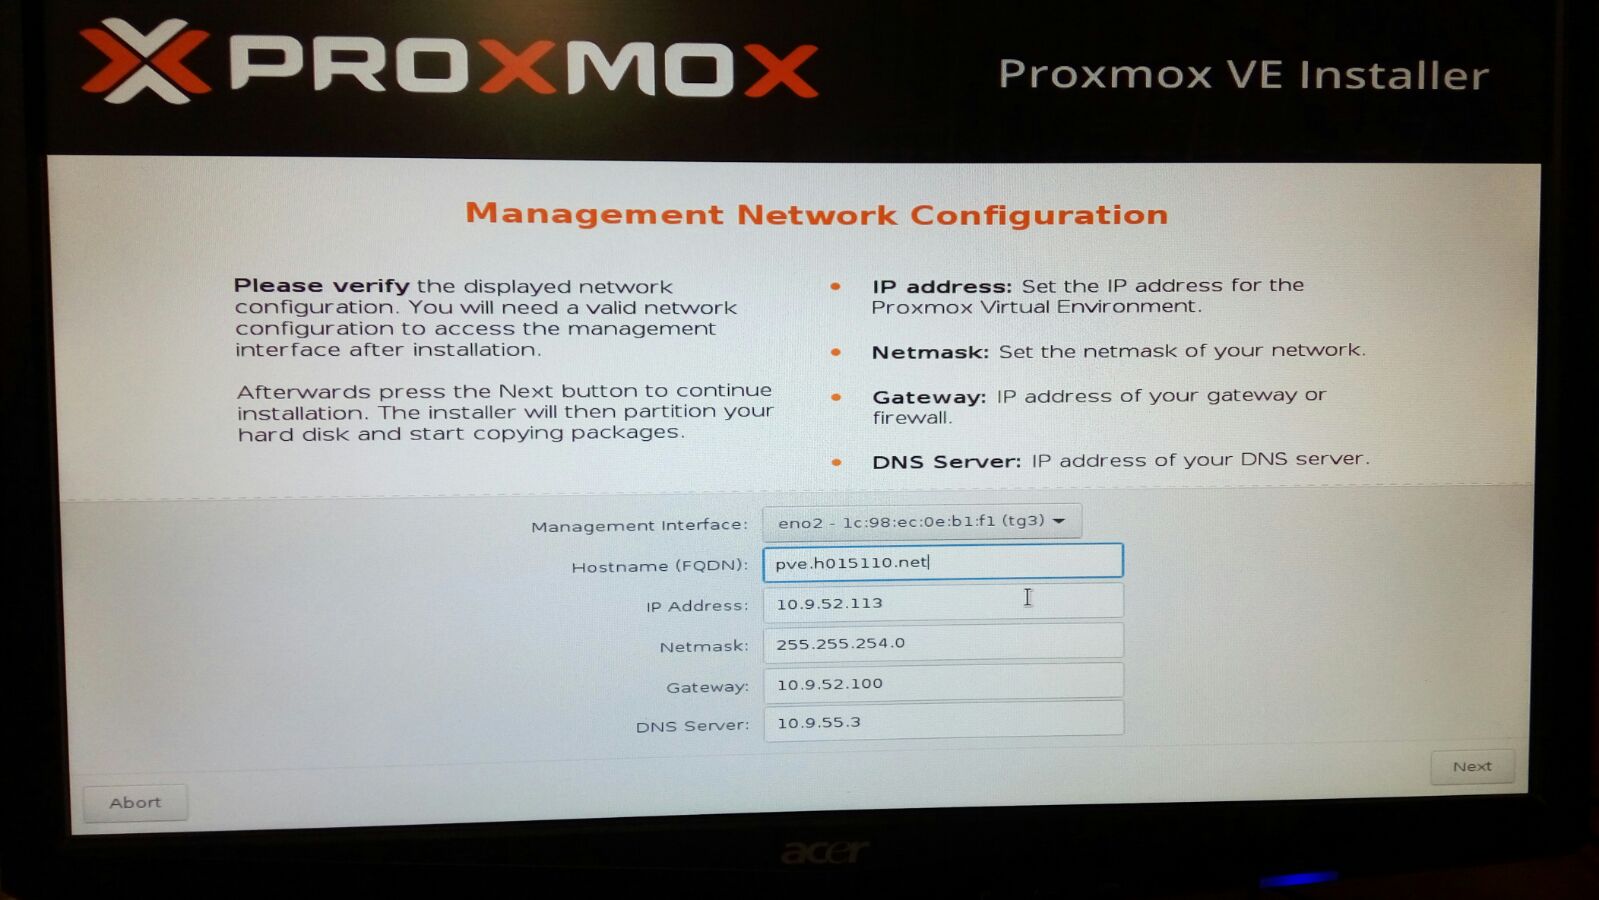 PROXMOX
Proxmox VE Installer
Management Network Configuration
Please verify the displayed network
configuration. You will need a valid network
configuration to access the management
interface after installation.
Afterwards press the Next button to continue
installation. The installer will then partition your
hard disk and start copying packages.
IP address: Set the IP address for the
Proxmox Virtual Environment.
Netmask: Set the netmask of your network.
Gateway: IP address of your gateway or
firewall.
DNS Server: IP address of your DNS server.
Management Interface: eno2 - 1c:98:ec:0e:b1:f1 (tg3)
Hostname (FQDN): pve.h015110.net
IP Address: 10.9.52.113
Netmask: 255.255.254.0
Gateway: 10.9.52.100
DNS Server: 10.9.55.3
Abort
Next
acer